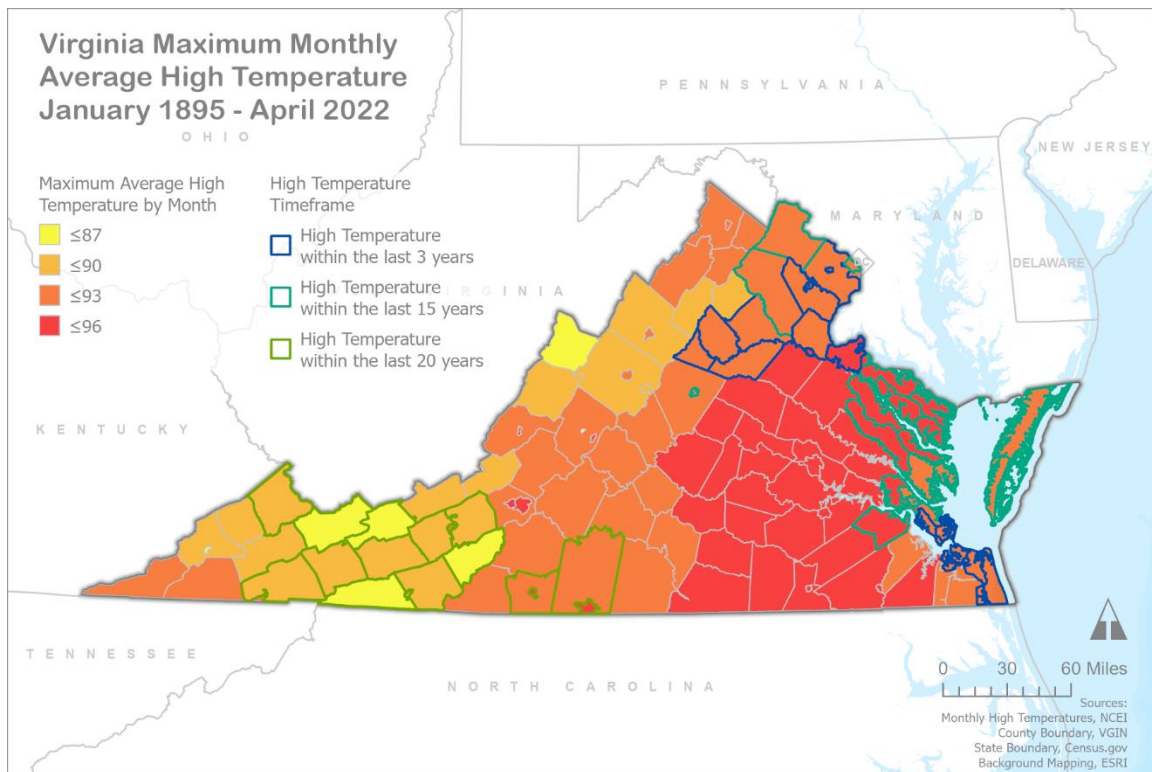 Virginia Maximum Monthly
Average High Temperature
January 1895 - April 2022
PENNSYLVANIA
OHIO
NEW JERSEY
Maximum Average High
Temperature by Month
≤87
≤90
≤93
≤96
High Temperature
Timeframe
High Temperature
within the last 3 years
High Temperature
within the last 15 years
High Temperature
within the last 20 years
MARYLAND
DC
DELAWARE
VIRGINIA
KENTUCKY
TENNESSEE
NORTH CAROLINA
0 30 60 Miles
Sources:
Monthly High Temperatures, NCEI
County Boundary, VGIN
State Boundary, Census.gov
Background Mapping, ESRI